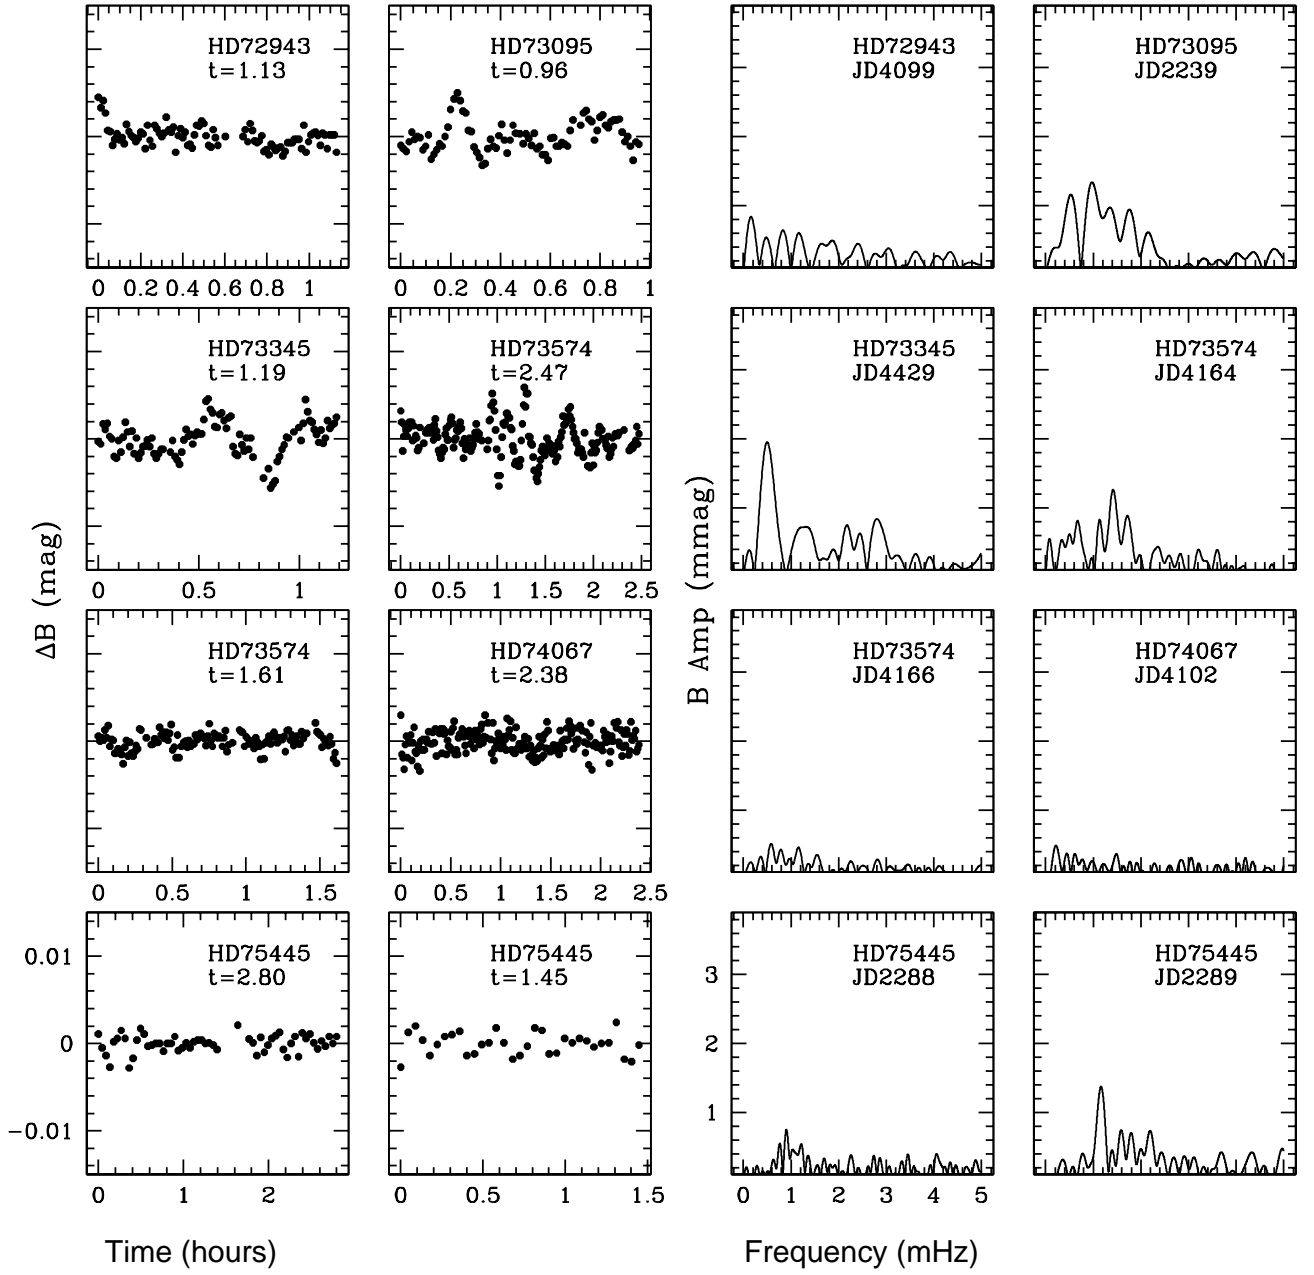 HD72943
t=1.13
HD73095
t=0.96
HD72943
JD4099
HD73095
JD2239
0 0.2 0.4 0.6 0.8 1
0 0.2 0.4 0.6 0.8 1
HD73345
t=1.19
HD73574
t=2.47
HD73345
JD4429
HD73574
JD4164
0 0.5 1
0 0.5 1 1.5 2 2.5
ΔB (mag)
B Amp (mmag)
HD73574
t=1.61
HD74067
t=2.38
HD73574
JD4166
HD74067
JD4102
0 0.5 1 1.5
0 0.5 1 1.5 2 2.5
HD75445
t=2.80
HD75445
t=1.45
HD75445
JD2288
HD75445
JD2289
0.01
0
−0.01
3
2
1
0 1 2
0 0.5 1 1.5
0 1 2 3 4 5
Time (hours)
Frequency (mHz)